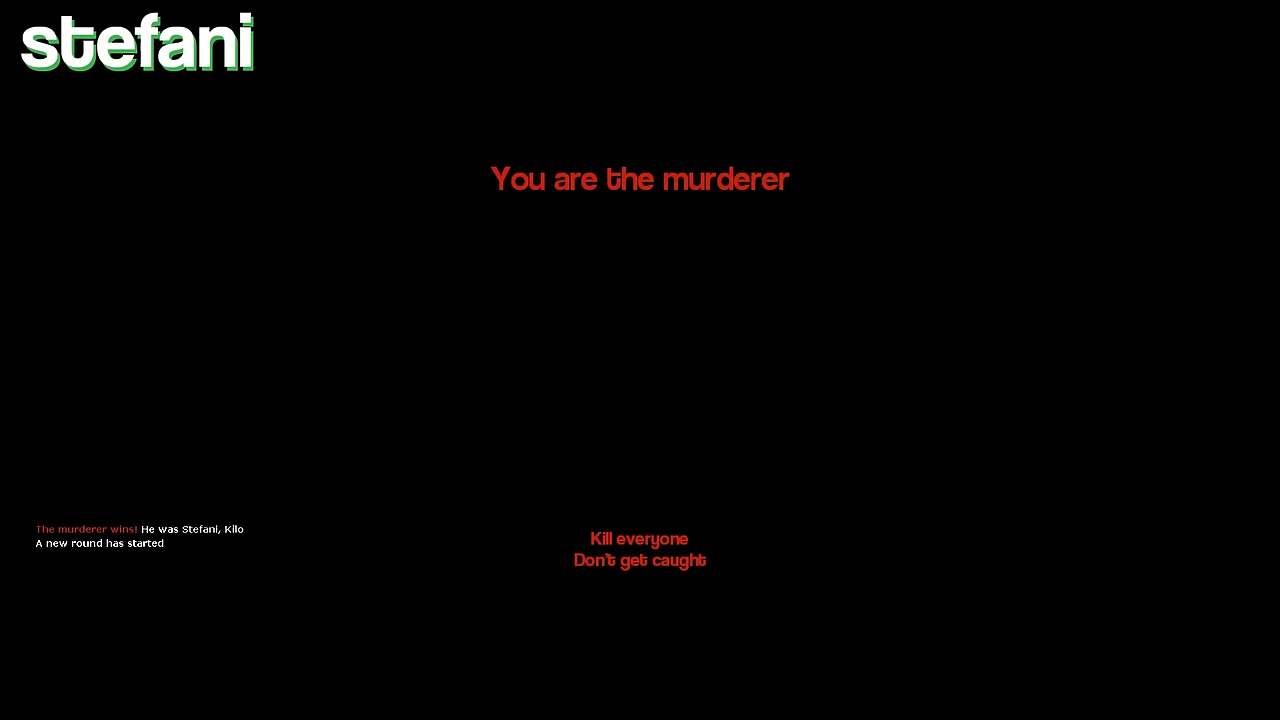 stefani
You are the murderer
The murderer wins! He was Stefani, Kilo
A new round has started
Kill everyone
Don't get caught